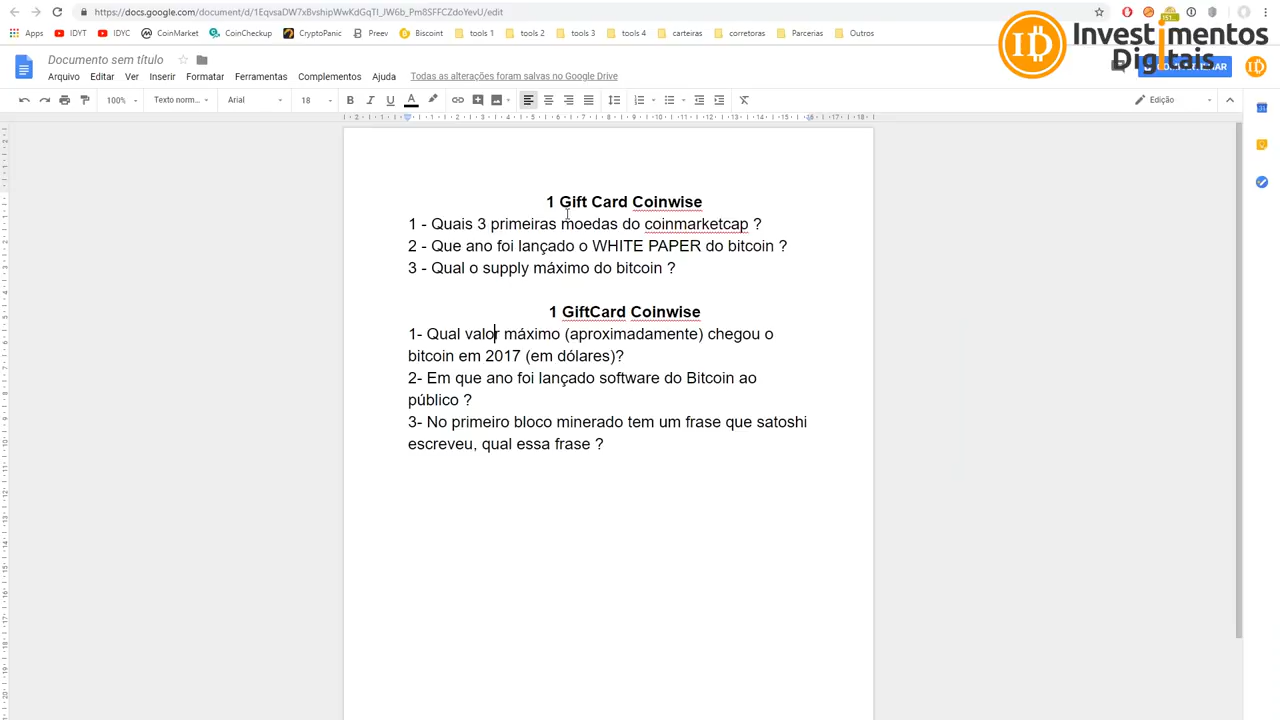 https://docs.google.com/document/d/1EqvsaDW7xBvshipWwKdGqTI_JW6b_Pm8SFFCZdoYevU/edit
Apps IDYT IDYC CoinMarket CoinCheckup CryptoPanic Preev Biscoint tools 1 tools 2 tools 3 tools 4 carteiras corretoras Parcerias Outros
Investimentos
Digitais
Documento sem título
Arquivo Editar Ver Inserir Formatar Ferramentas Complementos Ajuda Todas as alterações foram salvas no Google Drive
100% Texto norm... Arial 18 Edição
1 Gift Card Coinwise
1 - Quais 3 primeiras moedas do coinmarketcap ?
2 - Que ano foi lançado o WHITE PAPER do bitcoin ?
3 - Qual o supply máximo do bitcoin ?
1 GiftCard Coinwise
1- Qual valor máximo (aproximadamente) chegou o
bitcoin em 2017 (em dólares)?
2- Em que ano foi lançado software do Bitcoin ao
público ?
3- No primeiro bloco minerado tem um frase que satoshi
escreveu, qual essa frase ?